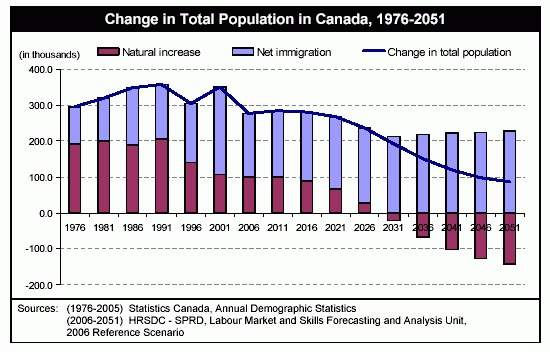 Change in Total Population in Canada, 1976-2051
(in thousands) Natural increase Net immigration Change in total population
400.0
300.0
200.0
100.0
0.0
1976 1981 1986 1991 1996 2001 2006 2011 2016 2021 2026 2031 2036 2041 2046 2051
-100.0
-200.0
Sources: (1976-2005) Statistics Canada, Annual Demographic Statistics
(2006-2051) HRSDC - SPRD, Labour Market and Skills Forecasting and Analysis Unit,
2006 Reference Scenario